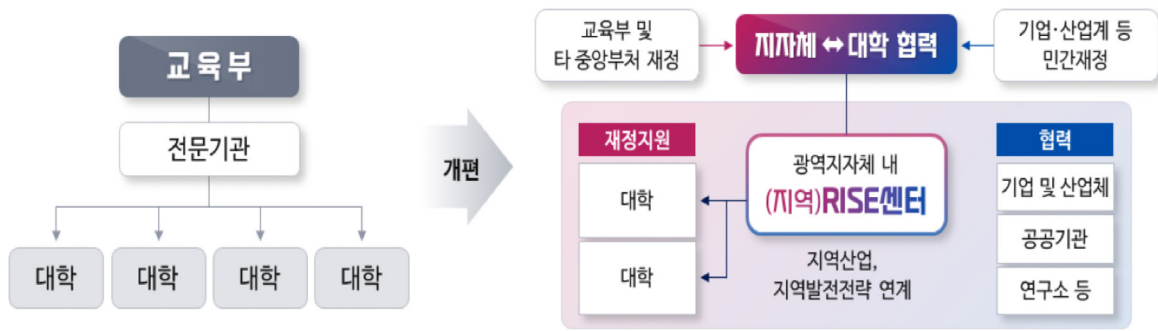 교육부
전문기관
대학
대학
대학
대학
개편
교육부 및
타 중앙부처 재정
지자체 ↔ 대학 협력
기업·산업계 등
민간재정
재정지원
대학
대학
광역지자체 내
(지역)RISE센터
지역산업,
지역발전전략 연계
협력
기업 및 산업체
공공기관
연구소 등